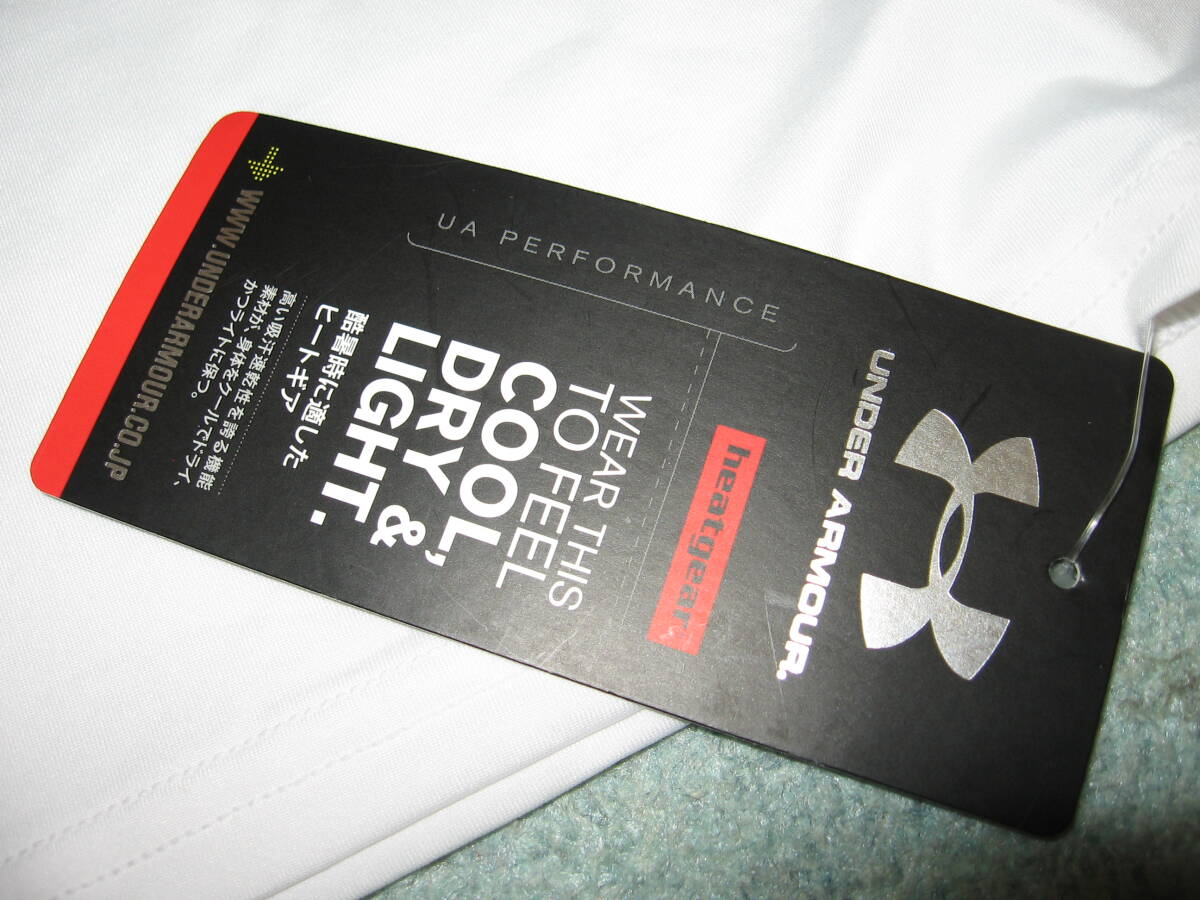 UNDER ARMOUR.
heatgear
UA PERFORMANCE
WEAR THIS
TO FEEL
COOL,
DRY &
LIGHT.
酷暑時に適した
ヒートギア
高い吸汗速乾性を誇る機能
素材が、身体をクールでドライ、
かつライトに保つ。
WWW.UNDERARMOUR.CO.JP